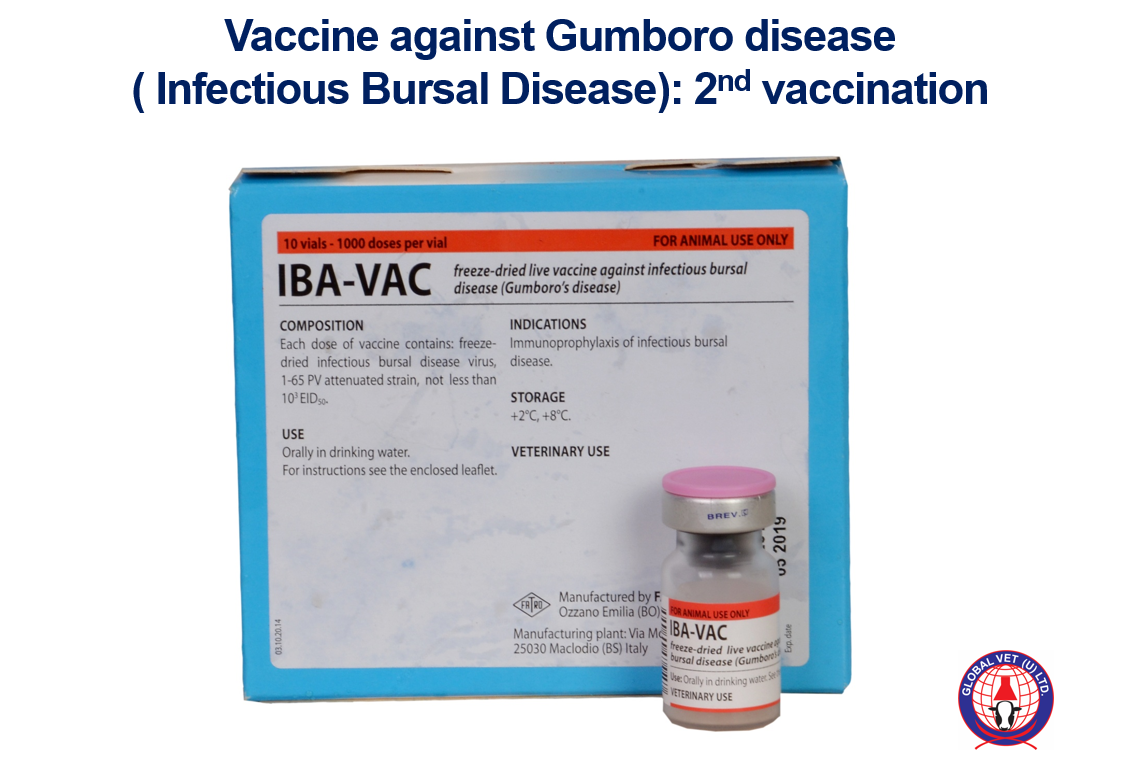 Vaccine against Gumboro disease
( Infectious Bursal Disease): 2nd vaccination
10 vials - 1000 doses per vial
FOR ANIMAL USE ONLY
IBA-VAC
freeze-dried live vaccine against infectious bursal
disease (Gumboro's disease)
COMPOSITION
Each dose of vaccine contains: freeze-
dried infectious bursal disease virus,
1-65 PV attenuated strain, not less than
10³ EID₅₀.
USE
Orally in drinking water.
For instructions see the enclosed leaflet.
INDICATIONS
Immunoprophylaxis of infectious bursal
disease.
STORAGE
+2°C, +8°C.
VETERINARY USE
FATRO
Manufactured by
Ozzano Emilia (BO)
Manufacturing plant: Via
25030 Maclodio (BS) Italy
03.10.20.14
05 2019
Exp. date
BREV.
FOR ANIMAL USE ONLY
IBA-VAC
freeze-dried live vaccine
bursal disease
Use: Orally in drinking water. See
VETERINARY USE
GLOBAL VET (U) LTD.